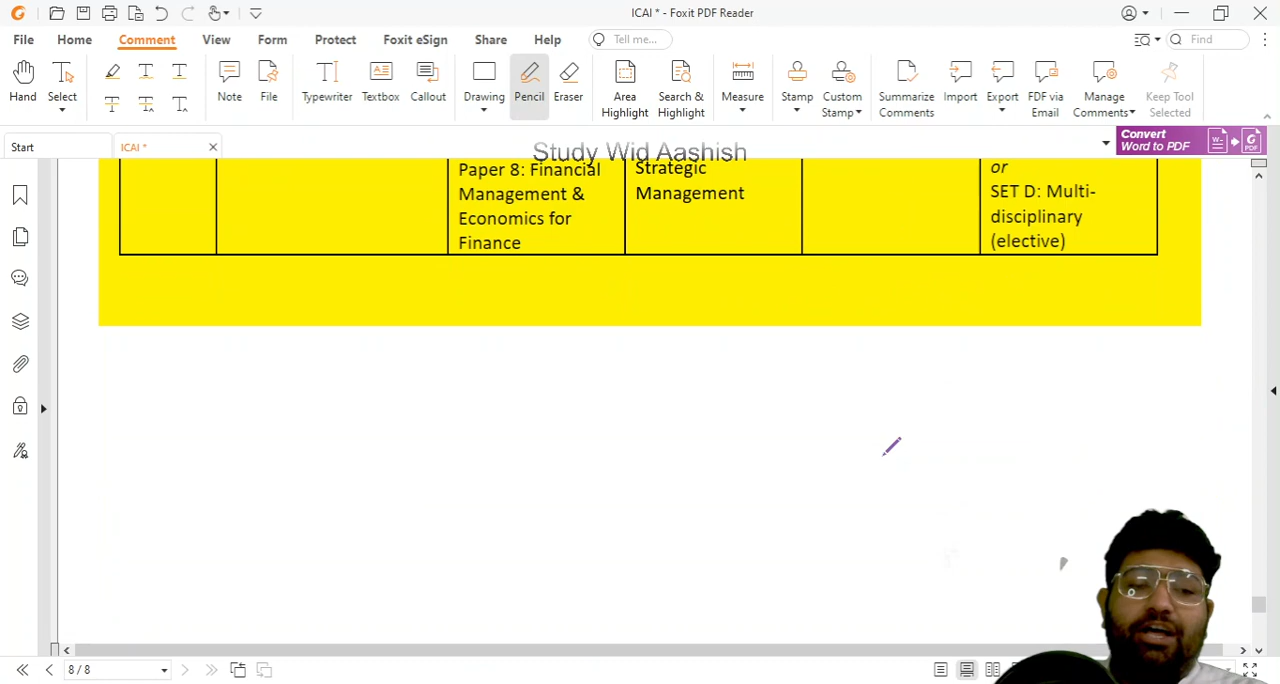 ICAI * - Foxit PDF Reader
File Home Comment View Form Protect Foxit eSign Share Help Tell me... Find
Hand Select Note File Typewriter Textbox Callout Drawing Pencil Eraser Area Highlight Search & Highlight Measure Stamp Custom Stamp Summarize Comments Import Export FDF via Email Manage Comments Keep Tool Selected
Start ICAI * Convert Word to PDF
Study Wid Aashish
Paper 8: Financial
Management &
Economics for
Finance
Strategic
Management
or
SET D: Multi-
disciplinary
(elective)
8 / 8